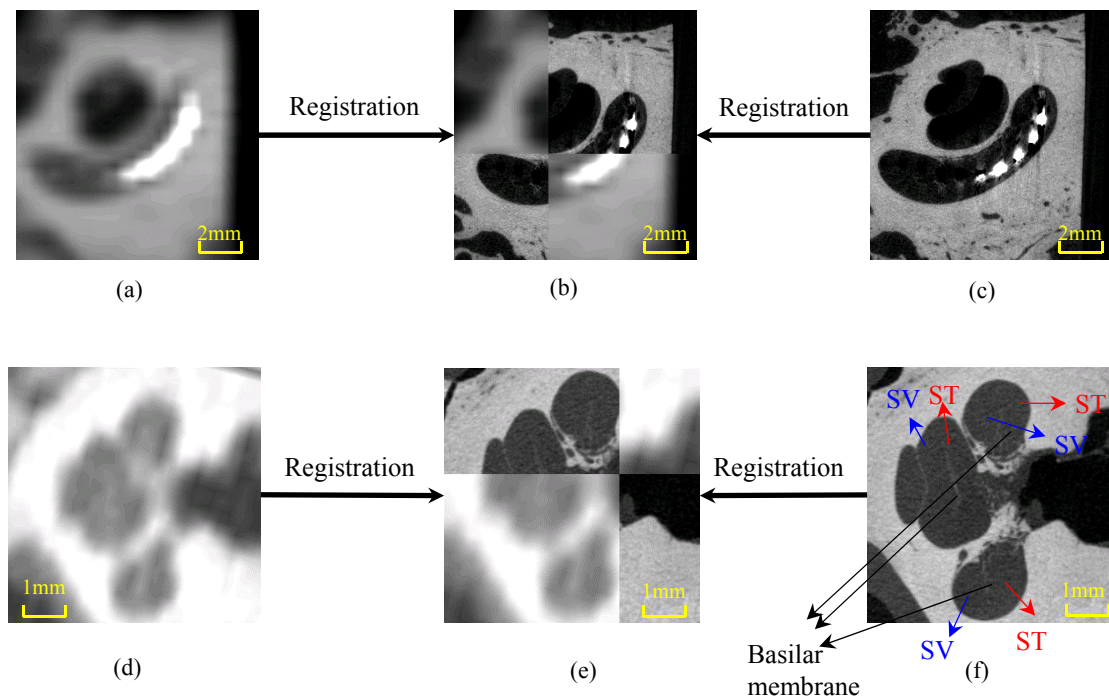 Registration
Registration
2mm
2mm
2mm
(a)
(b)
(c)
SV
ST
ST
SV
Registration
Registration
1mm
1mm
1mm
SV
ST
Basilar
membrane
(d)
(e)
(f)